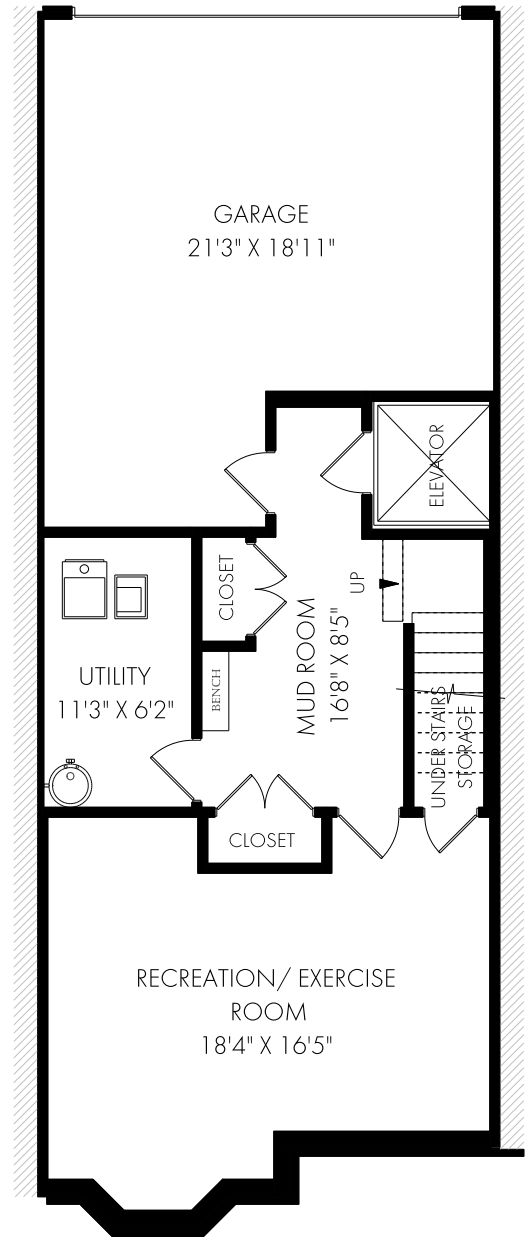 GARAGE
21'3" X 18'11"
ELEVATOR
CLOSET
UP
MUD ROOM
16'8" X 8'5"
UTILITY
11'3" X 6'2"
BENCH
UNDER STAIRS
STORAGE
CLOSET
RECREATION/ EXERCISE
ROOM
18'4" X 16'5"